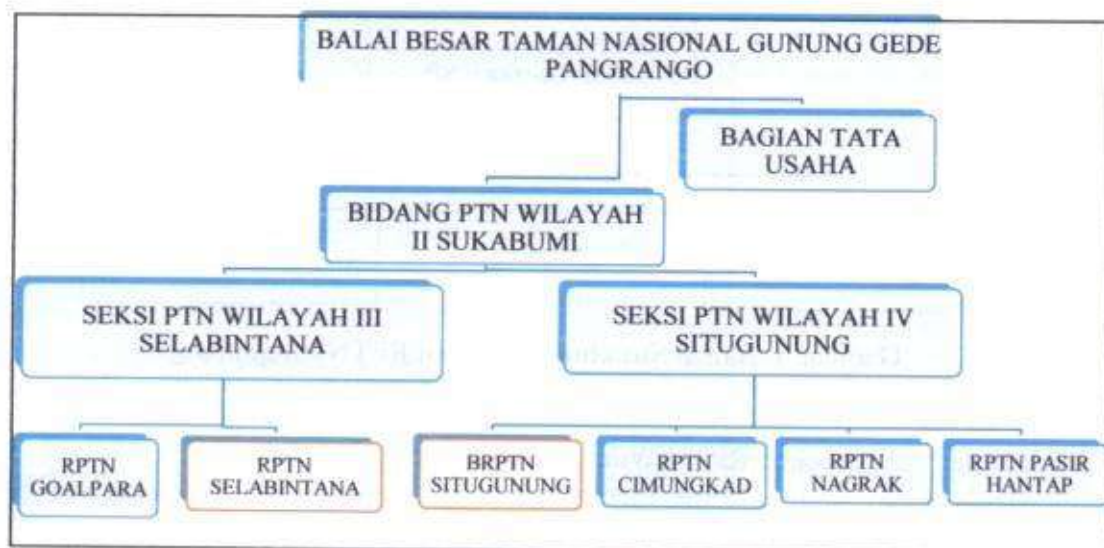 BALAI BESAR TAMAN NASIONAL GUNUNG GEDE
PANGRANGO
BAGIAN TATA
USAHA
BIDANG PTN WILAYAH
II SUKABUMI
SEKSI PTN WILAYAH III
SELABINTANA
SEKSI PTN WILAYAH IV
SITUGUNUNG
RPTN
GOALPARA
RPTN
SELABINTANA
BRPTN
SITUGUNUNG
RPTN
CIMUNGKAD
RPTN
NAGRAK
RPTN PASIR
HANTAP